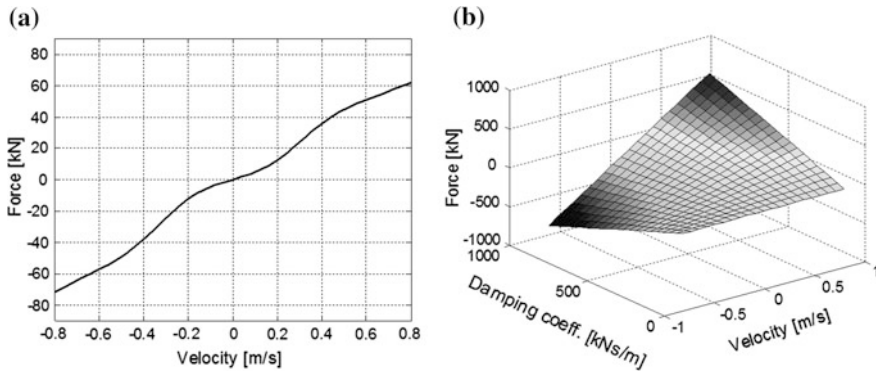 (a)
80
60
40
20
0
-20
-40
-60
-80
Force [kN]
-0.8 -0.6 -0.4 -0.2 0 0.2 0.4 0.6 0.8
Velocity [m/s]
(b)
1000
500
0
-500
-1000
Force [kN]
1000
500
0
Damping coeff. [kNs/m]
-1
-0.5
0
0.5
1
Velocity [m/s]